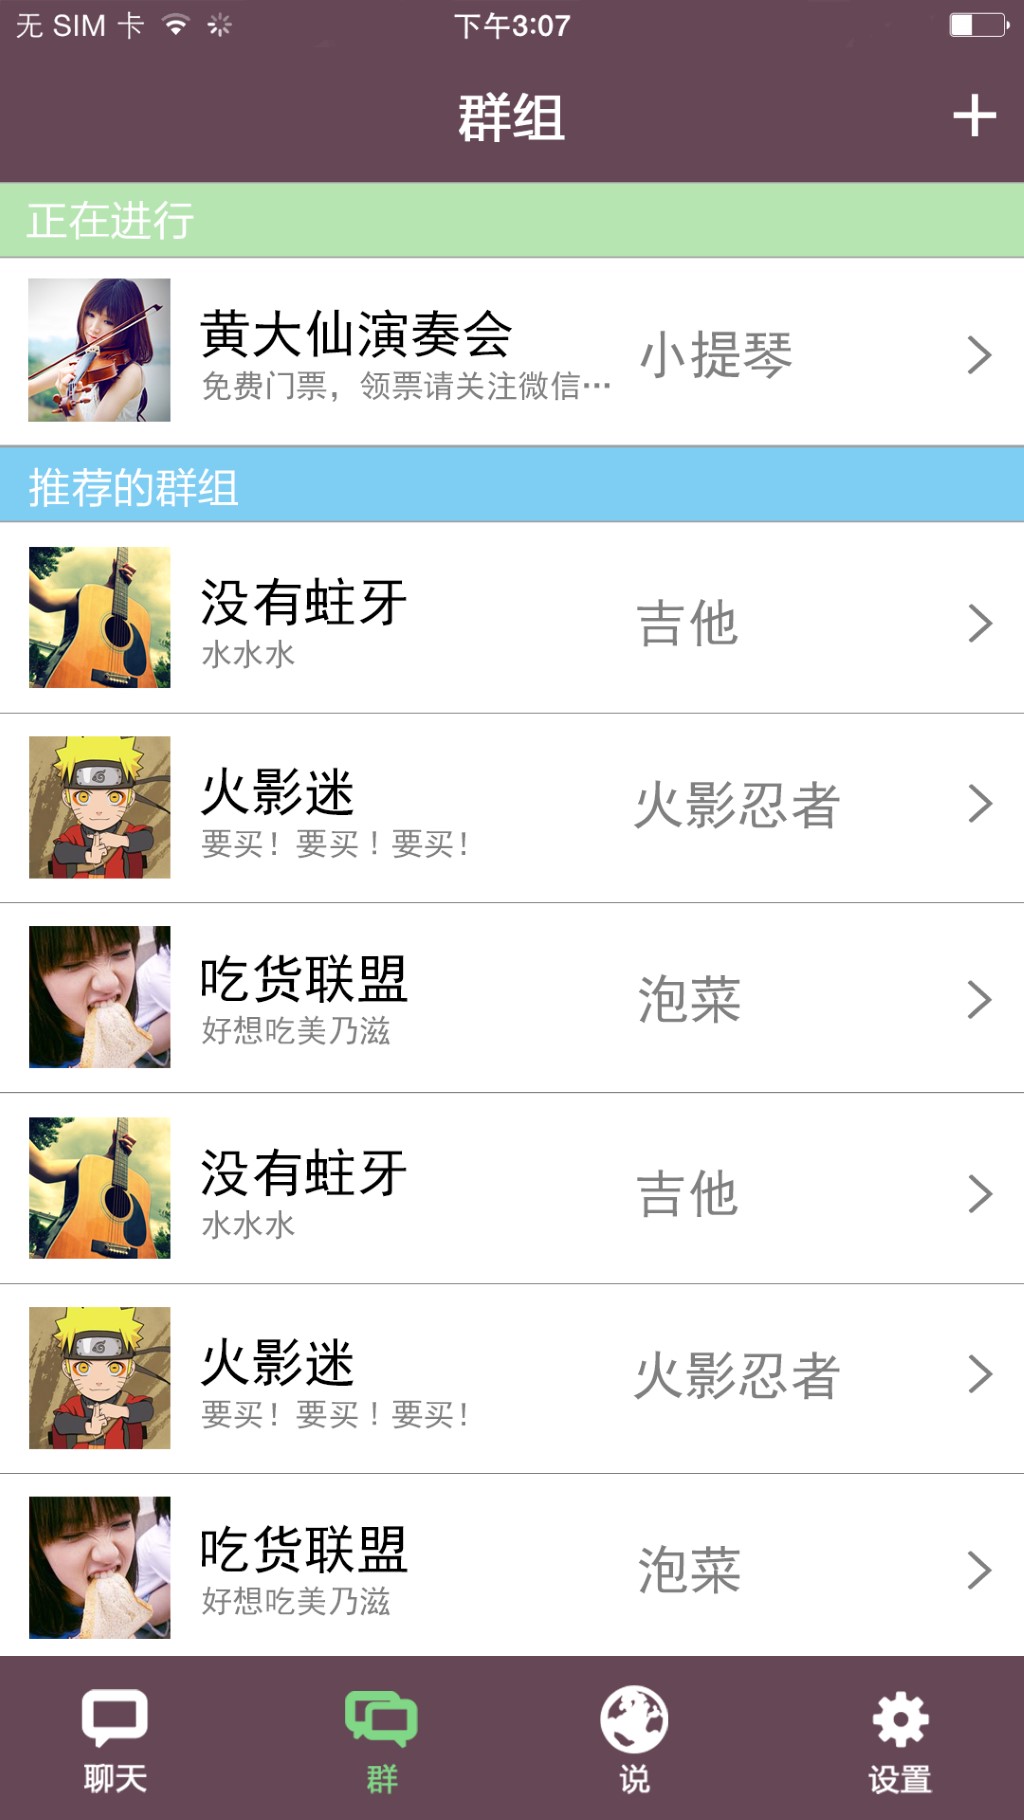 无 SIM 卡 下午3:07
群组
正在进行
黄大仙演奏会 小提琴
免费门票，领票请关注微信…
推荐的群组
没有蛀牙 吉他
水水水
火影迷 火影忍者
要买！要买！要买！
吃货联盟 泡菜
好想吃美乃滋
没有蛀牙 吉他
水水水
火影迷 火影忍者
要买！要买！要买！
吃货联盟 泡菜
好想吃美乃滋
聊天 群 说 设置